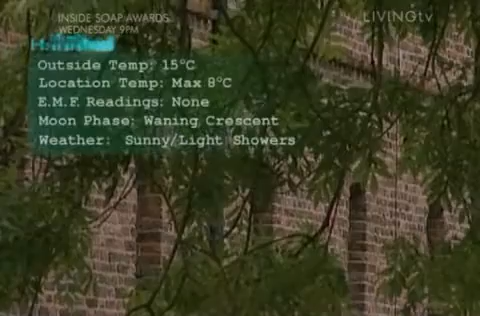 INSIDE SOAP AWARDS
WEDNESDAY 9PM
LIVINGtv
Outside Temp: 15°C
Location Temp: Max 8°C
E.M.F. Readings: None
Moon Phase: Waning Crescent
Weather: Sunny/Light Showers